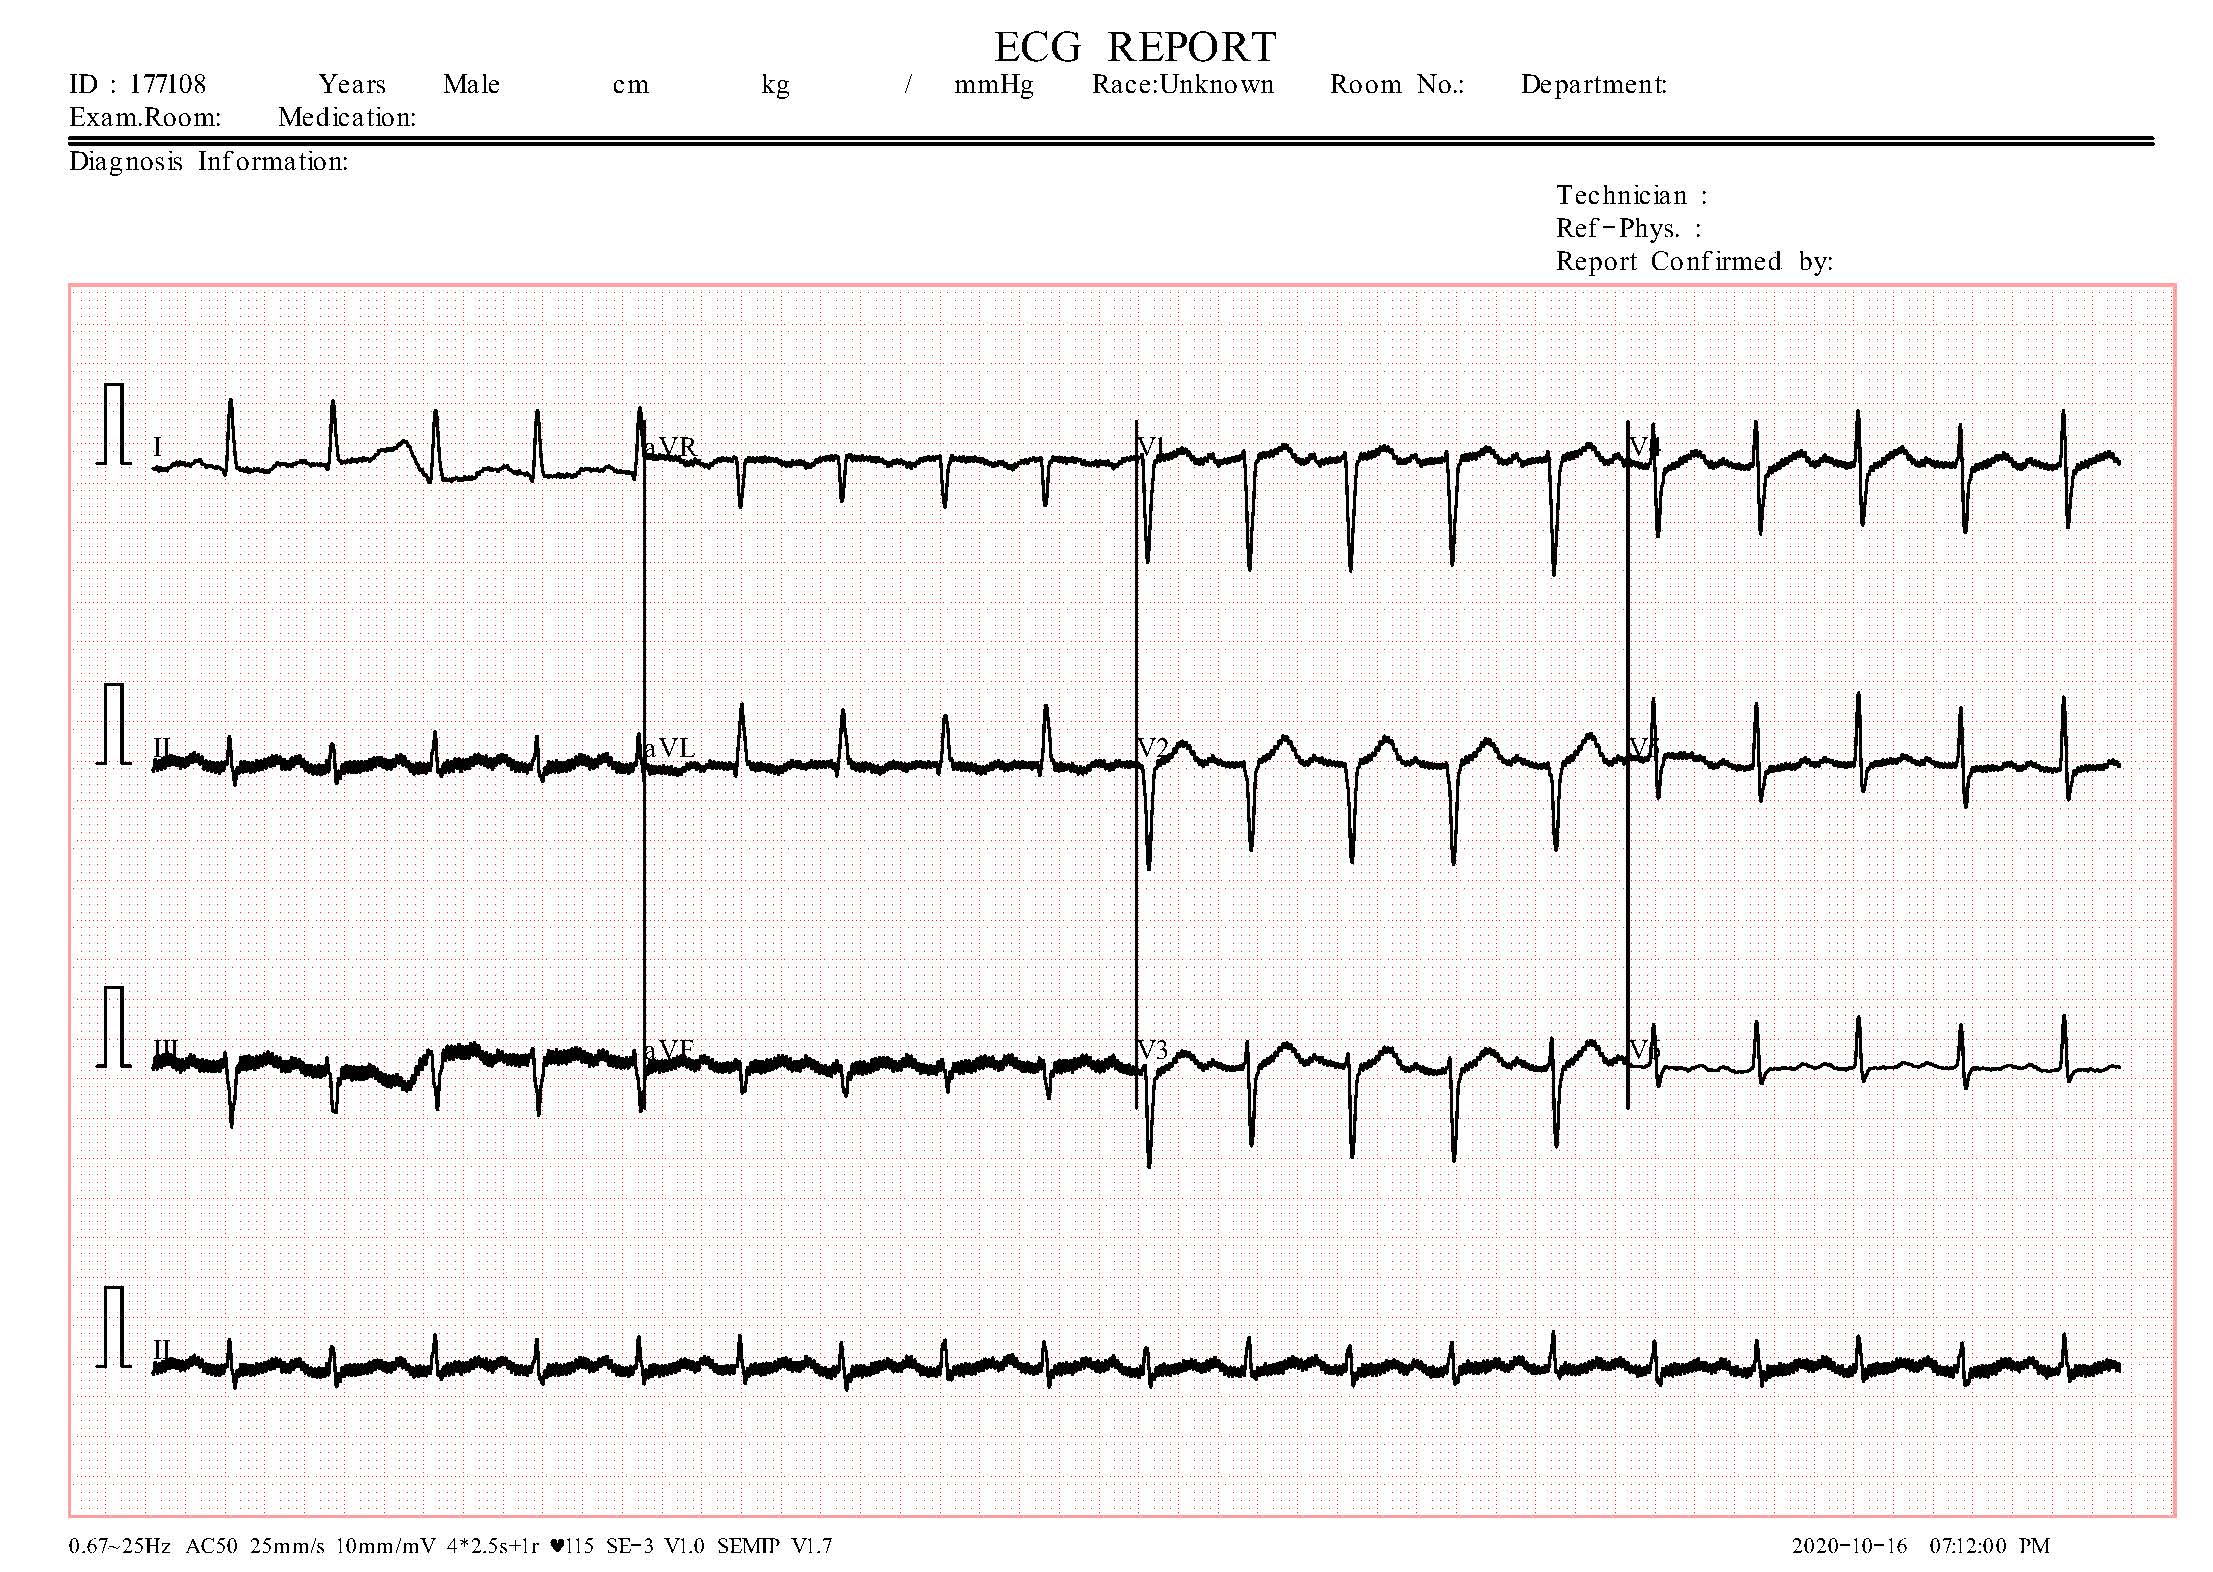 ECG REPORT
ID : 177108 Years Male cm kg / mmHg Race:Unknown Room No.: Department:
Exam.Room: Medication:
Diagnosis Information:
Technician :
Ref-Phys. :
Report Confirmed by:
I aVR V1 V4
II aVL V2 V5
III aVF V3 V6
II
0.67~25Hz AC50 25mm/s 10mm/mV 4*2.5s+1r ♥115 SE-3 V1.0 SEMIP V1.7 2020-10-16 07:12:00 PM